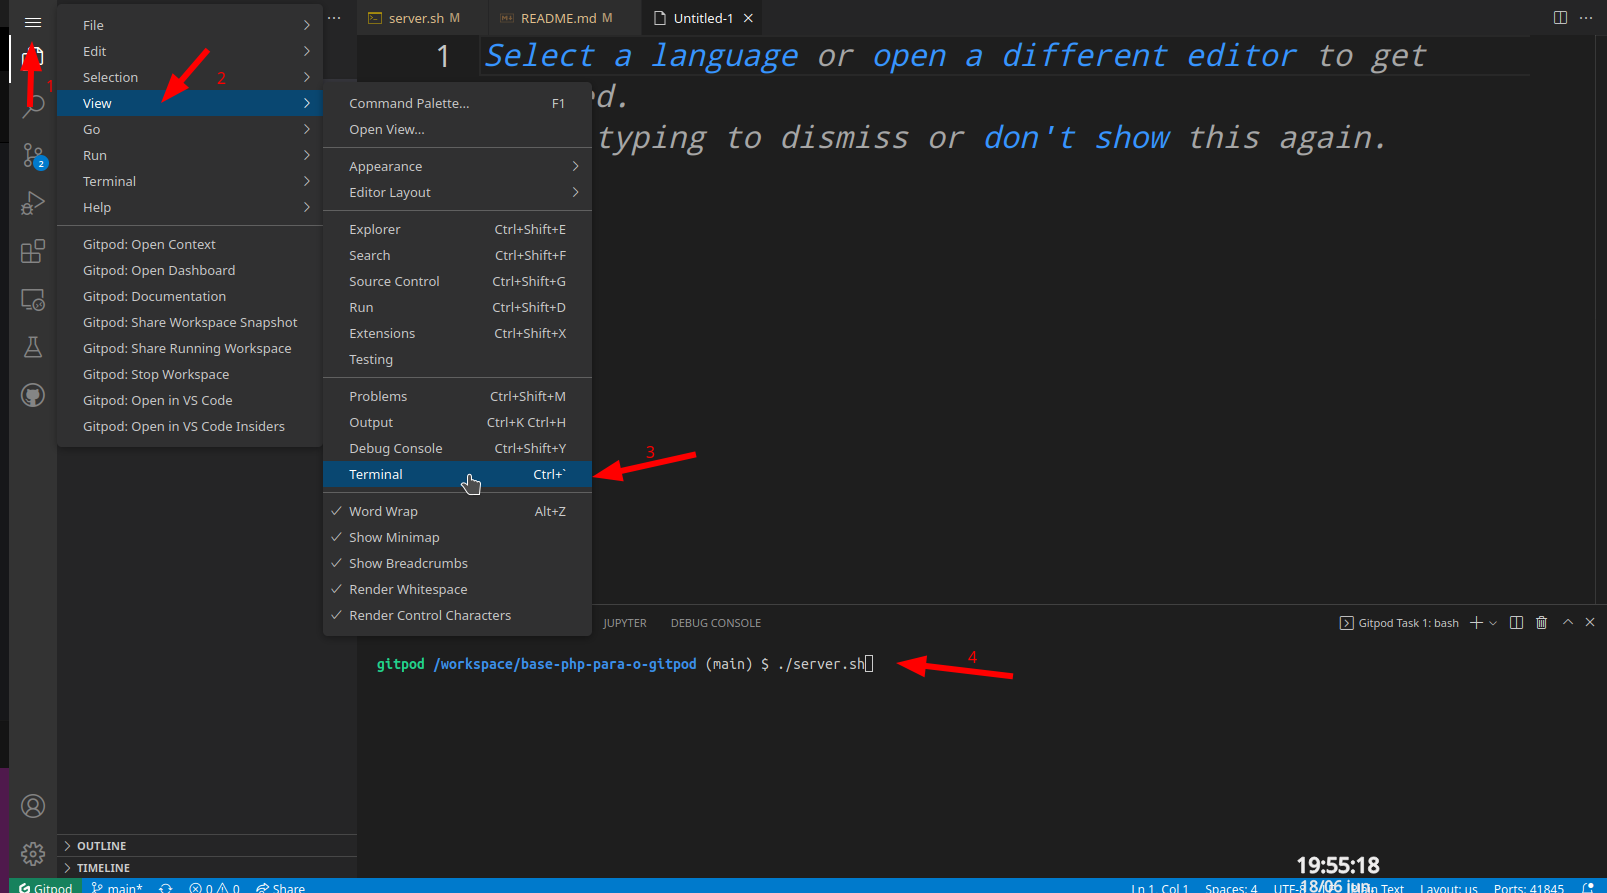 File
Edit
Selection
View
Go
Run
Terminal
Help
Gitpod: Open Context
Gitpod: Open Dashboard
Gitpod: Documentation
Gitpod: Share Workspace Snapshot
Gitpod: Share Running Workspace
Gitpod: Stop Workspace
Gitpod: Open in VS Code
Gitpod: Open in VS Code Insiders
1
2
2
server.sh M
README.md M
Untitled-1
1 Select a language or open a different editor to get
ed.
typing to dismiss or don't show this again.
Command Palette... F1
Open View...
Appearance
Editor Layout
Explorer Ctrl+Shift+E
Search Ctrl+Shift+F
Source Control Ctrl+Shift+G
Run Ctrl+Shift+D
Extensions Ctrl+Shift+X
Testing
Problems Ctrl+Shift+M
Output Ctrl+K Ctrl+H
Debug Console Ctrl+Shift+Y
Terminal Ctrl+`
3
Word Wrap Alt+Z
Show Minimap
Show Breadcrumbs
Render Whitespace
Render Control Characters
JUPYTER DEBUG CONSOLE
Gitpod Task 1: bash
gitpod /workspace/base-php-para-o-gitpod (main) $ ./server.sh
4
OUTLINE
TIMELINE
19:55:18
18/06 jun
Gitpod main* 0 0 Share
Ln 1, Col 1 Spaces: 4 Text Layout: us Ports: 41845